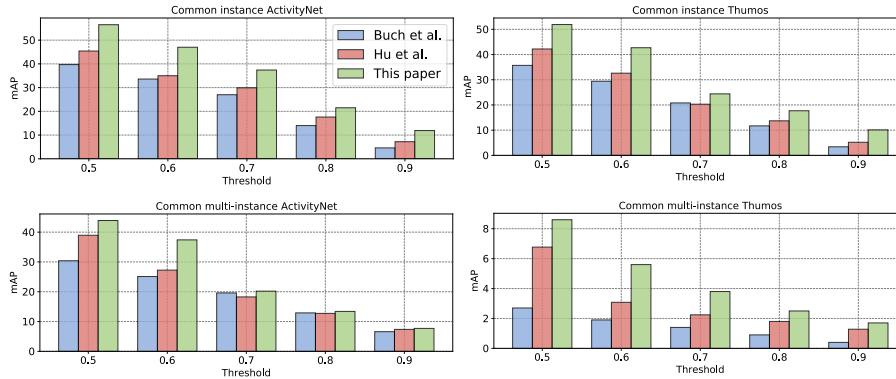 Common instance ActivityNet
mAP
50
40
30
20
10
0
0.5 0.6 0.7 0.8 0.9
Threshold
Buch et al.
Hu et al.
This paper
Common instance Thumos
mAP
50
40
30
20
10
0
0.5 0.6 0.7 0.8 0.9
Threshold
Common multi-instance ActivityNet
mAP
40
30
20
10
0
0.5 0.6 0.7 0.8 0.9
Threshold
Common multi-instance Thumos
mAP
8
6
4
2
0
0.5 0.6 0.7 0.8 0.9
Threshold